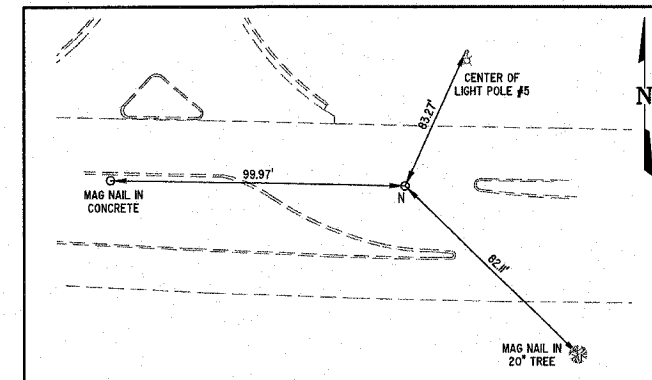 CENTER OF
LIGHT POLE #5
N
83.27'
99.97'
MAG NAIL IN
CONCRETE
N
82.11'
MAG NAIL IN
20" TREE